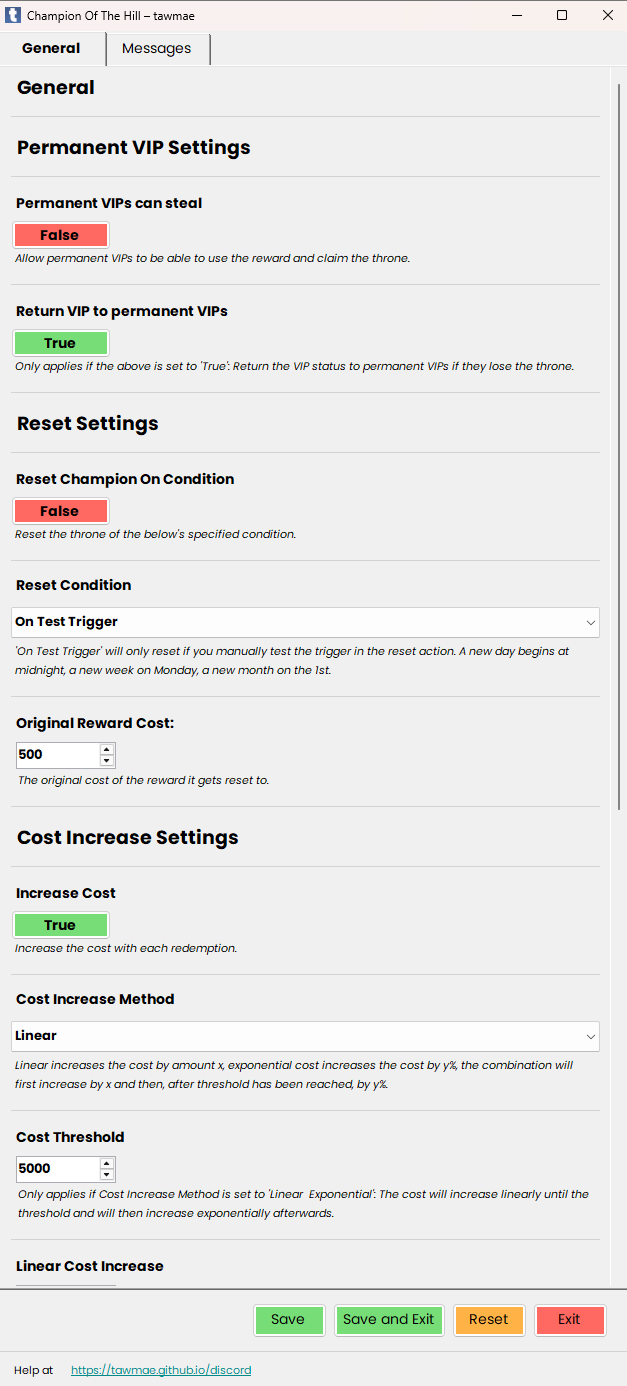 t Champion Of The Hill – tawmae
General Messages
General
Permanent VIP Settings
Permanent VIPs can steal
False
Allow permanent VIPs to be able to use the reward and claim the throne.
Return VIP to permanent VIPs
True
Only applies if the above is set to 'True': Return the VIP status to permanent VIPs if they lose the throne.
Reset Settings
Reset Champion On Condition
False
Reset the throne of the below's specified condition.
Reset Condition
On Test Trigger
'On Test Trigger' will only reset if you manually test the trigger in the reset action. A new day begins at
midnight, a new week on Monday, a new month on the 1st.
Original Reward Cost:
500
The original cost of the reward it gets reset to.
Cost Increase Settings
Increase Cost
True
Increase the cost with each redemption.
Cost Increase Method
Linear
Linear increases the cost by amount x, exponential cost increases the cost by y%, the combination will
first increase by x and then, after threshold has been reached, by y%.
Cost Threshold
5000
Only applies if Cost Increase Method is set to 'Linear  Exponential': The cost will increase linearly until the
threshold and will then increase exponentially afterwards.
Linear Cost Increase
Save Save and Exit Reset Exit
Help at https://tawmae.github.io/discord